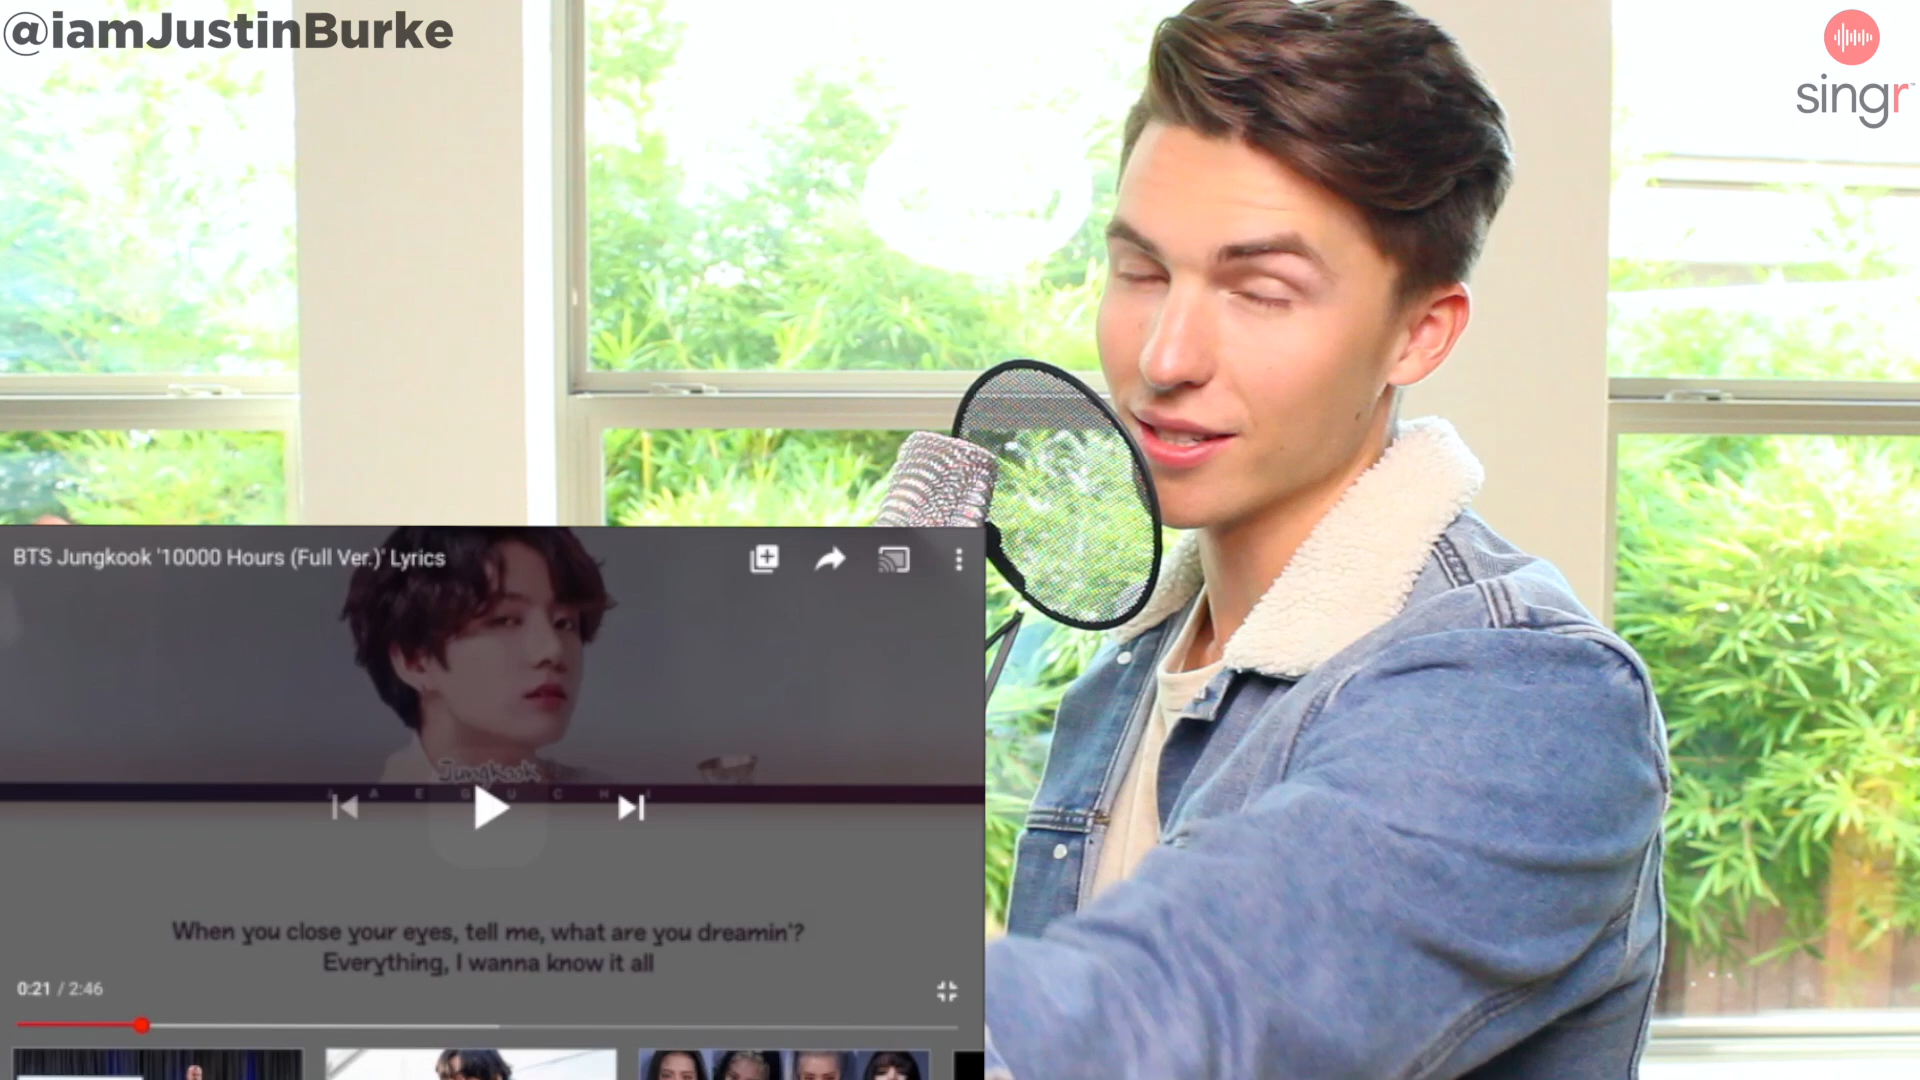 @iamJustinBurke
singr
BTS Jungkook '10000 Hours (Full Ver.)' Lyrics
Jungkook
When you close your eyes, tell me, what are you dreamin'?
Everything, I wanna know it all
0:21 / 2:46